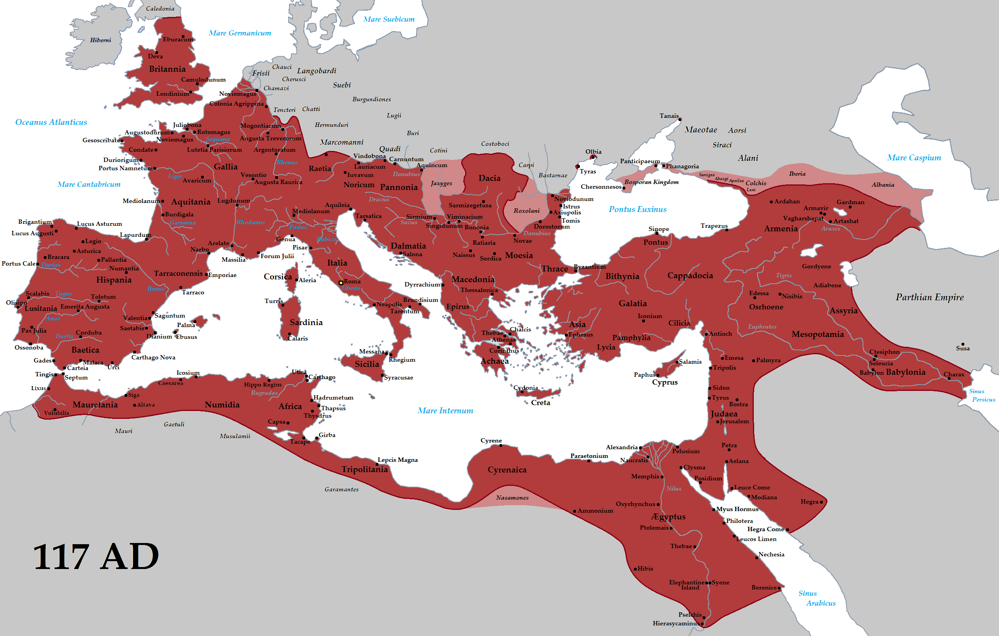 Caledonia
Mare Suebicum
Mare Germanicum
Hiberni
Eburacum
Deva
Britannia
Camulodunum
Londinium
Chauci
Langobardi
Frisii
Cherusci
Suebi
Chamavi
Noviomagus
Burgundiones
Colonia Agrippina
Tencteri
Chatti
Lugii
Oceanus Atlanticus
Hermunduri
Buri
Juliobona
Mogontiacum
Augustodurum
Rotomagus
Gesoscribate
Noviomagus
Sequana
Augusta Treverorum
Marcomanni
Quadi
Cotini
Costoboci
Condate
Lutetia Parisiorum
Argentoratum
Vindobona
Carnuntum
Duriorigum
Rhenus
Lauriacum
Aquincum
Portus Namnetum
Gallia
Raetia
Iuvavum
Danubius
Carpi
Liger
Avaricum
Vesontio
Augusta Raurica
Noricum
Pannonia
Jazyges
Dacia
Bastarnae
Mare Cantabricum
Tanais
Maeotae
Aorsi
Siraci
Alani
Olbia
Tyras
Panticipaeum
Phanagoria
Mare Caspium
Bosporan Kingdom
Sanigae
Abasgi
Apsilae
Colchis
Lazi
Iberia
Albania
Chersonnesos
Mediolanum
Aquitania
Lugdunum
Dravus
Aquileia
Sarmizegetusa
Roxolani
Noviodunum
Istrus
Axiupolis
Tomis
Pontus Euxinus
Ardahan
Armavir
Gardman
Vagharshapat
Artashat
Armenia
Araxes
Burdigala
Garumna
Rhodanus
Mediolanum
Padus
Tarsatica
Savus
Sirmium
Viminacium
Singidunum
Bononia
Dorostorum
Danubius
Brigantium
Lucus Asturum
Lucus Augusti
Lapurdum
Legio
Asturica
Arelate
Genua
Rubico
Ratiaria
Novae
Sinope
Trapezus
Pontus
Narbo
Pisae
Dalmatia
Salona
Naissus
Serdica
Moesia
Bracara
Pallantia
Massilia
Forum Julii
Portus Cale
Durias
Numantia
Italia
Thrace
Byzantium
Gordyene
Hispania
Tarraconensis
Emporiae
Corsica
Aleria
Roma
Tiberis
Dyrrachium
Macedonia
Thessalonica
Bithynia
Cappadocia
Tigris
Adiabene
Iberus
Tarraco
Scalabis
Tagus
Toletum
Turris
Neapolis
Brundisium
Tarentum
Edessa
Nisibis
Parthian Empire
Olisipo
Lusitania
Emerita Augusta
Epirus
Galatia
Osrhoene
Assyria
Anas
Valentia
Saguntum
Palma
Sardinia
Asia
Iconium
Cilicia
Pax Julia
Baetis
Corduba
Saetabis
Dianium
Ebusus
Calaris
Thebae
Chalcis
Athenae
Ephesus
Pamphylia
Antioch
Euphrates
Mesopotamia
Ossonoba
Baetica
Carthago Nova
Messana
Corinthus
Lycia
Susa
Gades
Malaca
Urci
Rhegium
Sicilia
Achaea
Salamis
Emesa
Palmyra
Ctesiphon
Seleucia
Carteia
Tingis
Septum
Icosium
Caesarea
Utica
Carthago
Syracusae
Paphus
Cyprus
Tripolis
Babylon
Babylonia
Charax
Lixus
Hippo Regius
Bagradas
Cydonia
Creta
Sidon
Sinus
Persicus
Siga
Hadrumetum
Tyrus
Bostra
Mauretania
Altava
Numidia
Africa
Thapsus
Volubilis
Thysdrus
Mare Internum
Judaea
Jerusalem
Gaetuli
Capsa
Mauri
Musulamii
Girba
Tacape
Cyrene
Alexandria
Pelusium
Petra
Lepcis Magna
Paraetonium
Naucratis
Aelana
Tripolitania
Cyrenaica
Clysma
Memphis
Posidium
Garamantes
Nilus
Leuce Come
Nasamones
Modiana
Hegra
Oxyrhynchus
Ammonium
Myus Hormus
Ægyptus
Philotera
Ptolemais
Hegra Come
Leucos Limen
Thebae
Nechesia
117 AD
Hibis
Elephantine
Island
Syene
Berenice
Sinus
Arabicus
Pselchis
Hierasycaminus